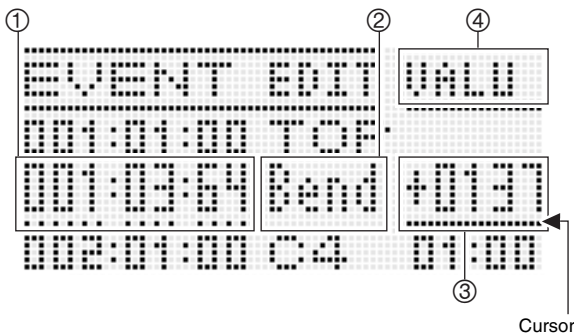 ① ② ④
EVENT EDIT VALU
001:01:00 TOP
001:03:64 Bend +0137
002:01:00 C4 01:00
③
Cursor